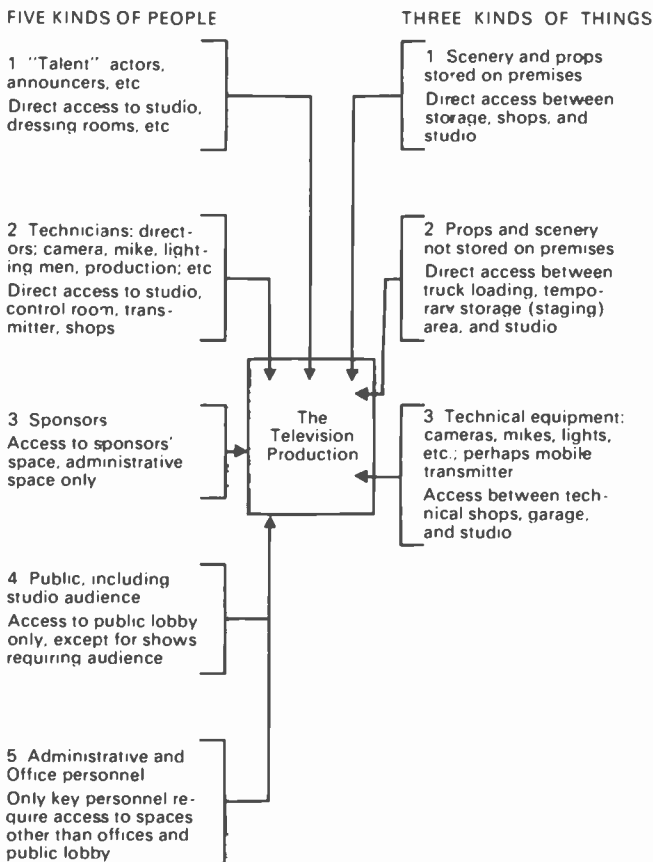 FIVE KINDS OF PEOPLE
1 "Talent" actors,
announcers, etc
Direct access to studio,
dressing rooms, etc
2 Technicians: direct-
ors; camera, mike, light-
ing men, production; etc
Direct access to studio,
control room, trans-
mitter, shops
3 Sponsors
Access to sponsors'
space, administrative
space only
4 Public, including
studio audience
Access to public lobby
only, except for shows
requiring audience
5 Administrative and
Office personnel
Only key personnel re-
quire access to spaces
other than offices and
public lobby
The
Television
Production
THREE KINDS OF THINGS
1 Scenery and props
stored on premises
Direct access between
storage, shops, and
studio
2 Props and scenery
not stored on premises
Direct access between
truck loading, tempo-
rary storage (staging)
area, and studio
3 Technical equipment:
cameras, mikes, lights,
etc.; perhaps mobile
transmitter
Access between tech-
nical shops, garage,
and studio